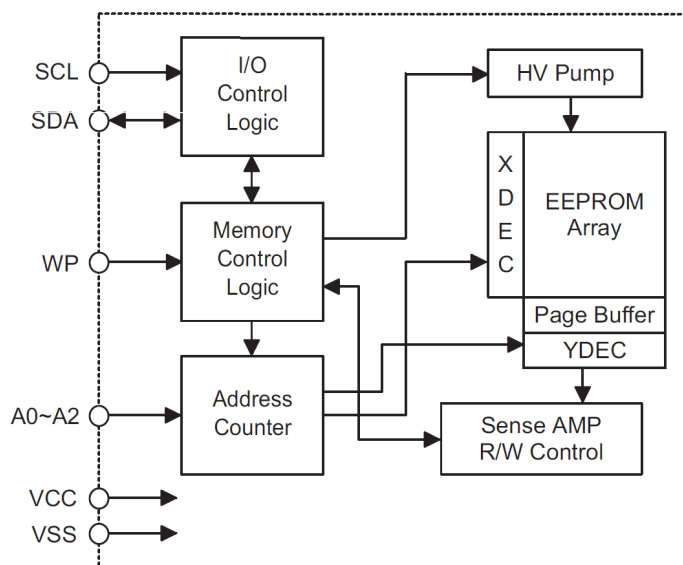 SCL
SDA
WP
A0~A2
VCC
VSS
I/O
Control
Logic
Memory
Control
Logic
Address
Counter
HV Pump
X
D
E
C
EEPROM
Array
Page Buffer
YDEC
Sense AMP
R/W Control